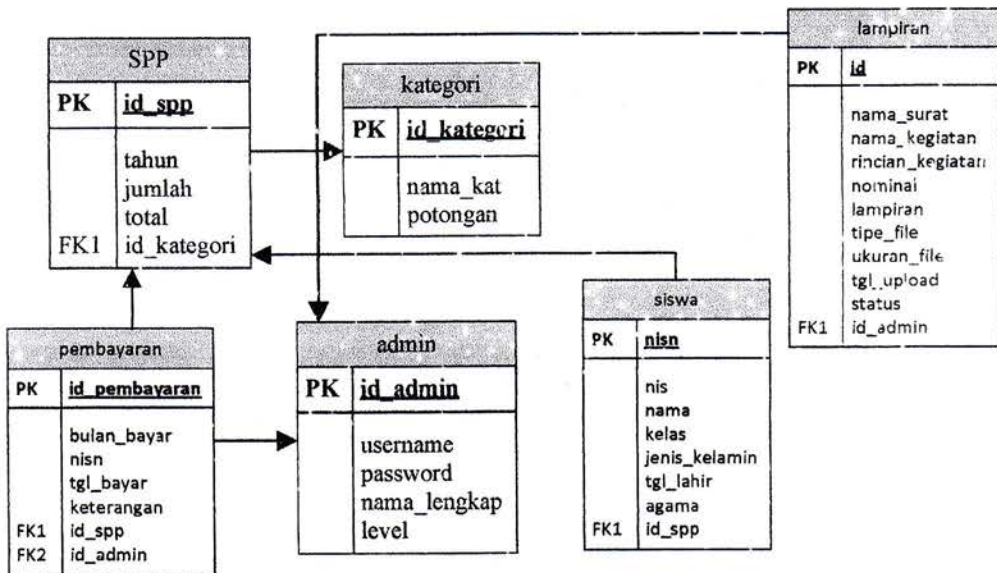 SPP
PK id_spp
tahun
jumlah
total
FK1 id_kategori
kategori
PK id_kategori
nama_kat
potongan
lampiran
PK id
nama_surat
nama_kegiatan
rincian_kegiatan
nominal
lampiran
tipe_file
ukuran_file
tgl_upload
status
FK1 id_admin
pembayaran
PK id_pembayaran
bulan_bayar
nisn
tgl_bayar
keterangan
FK1 id_spp
FK2 id_admin
admin
PK id_admin
username
password
nama_lengkap
level
siswa
PK nisn
nis
nama
kelas
jenis_kelamin
tgl_lahir
agama
FK1 id_spp